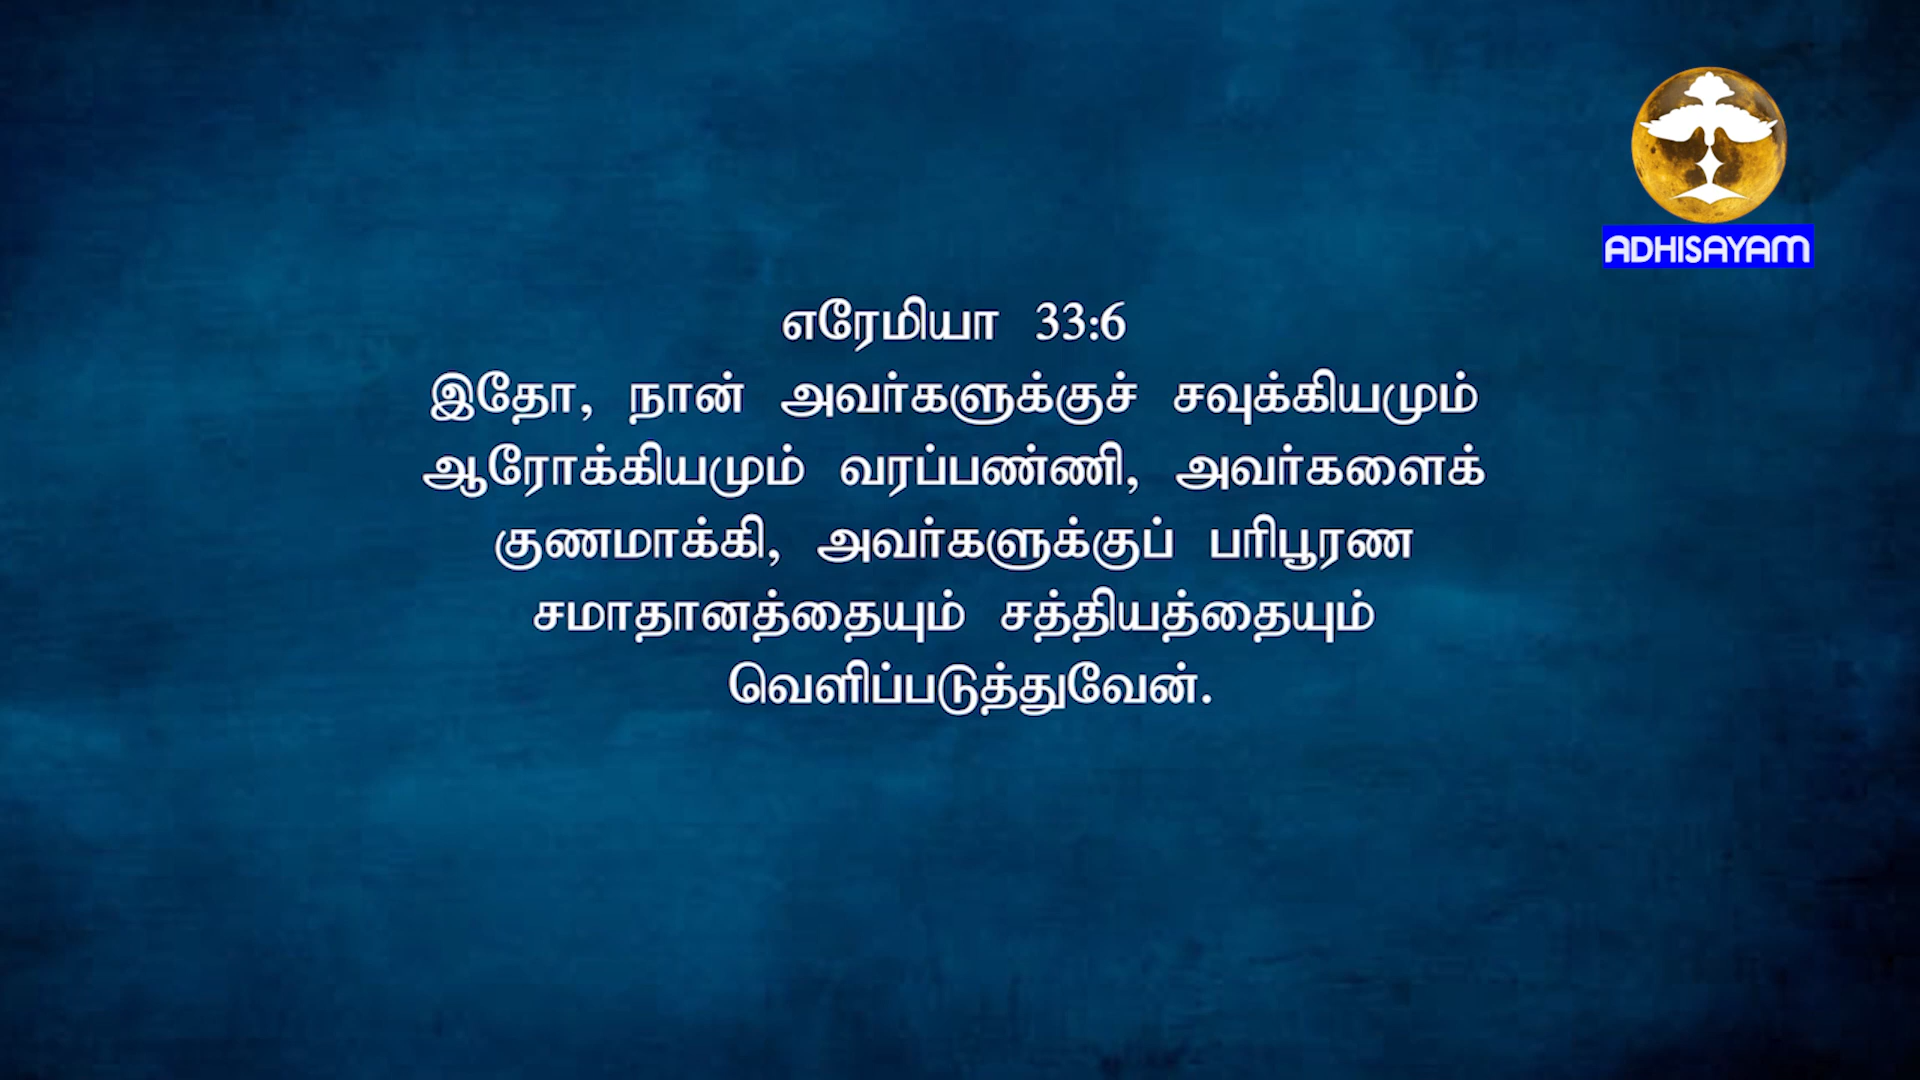 ADHISAYAM
எரேமியா 33:6
இதோ, நான் அவர்களுக்குச் சவுக்கியமும்
ஆரோக்கியமும் வரப்பண்ணி, அவர்களைக்
குணமாக்கி, அவர்களுக்குப் பரிபூரண
சமாதானத்தையும் சத்தியத்தையும்
வெளிப்படுத்துவேன்.